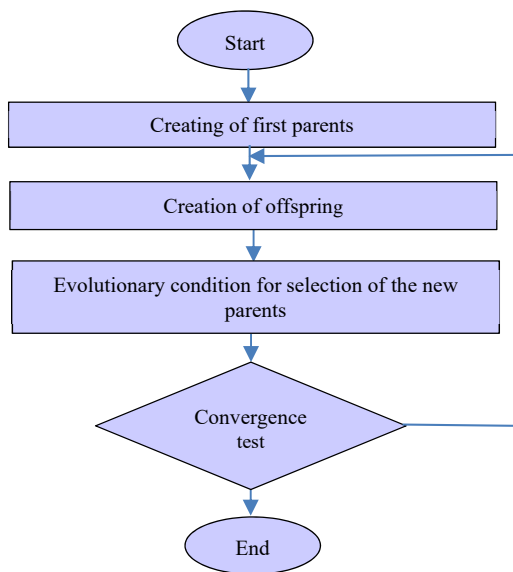 Start
Creating of first parents
Creation of offspring
Evolutionary condition for selection of the new
parents
Convergence
test
End